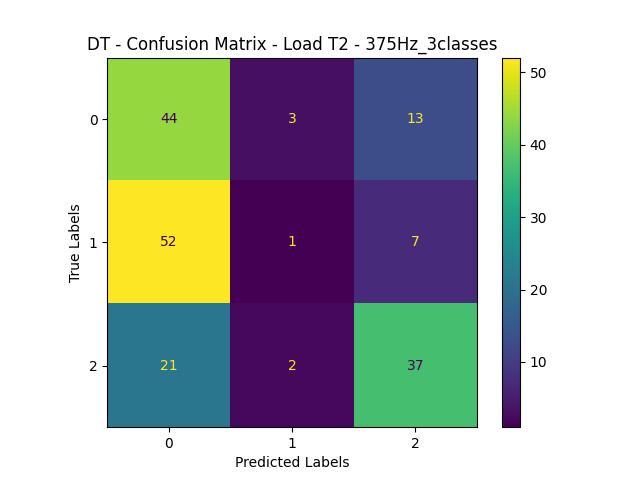 DT - Confusion Matrix - Load T2 - 375Hz_3classes
0 44 3 13
1 52 1 7
2 21 2 37
0 1 2
Predicted Labels
True Labels
50
40
30
20
10